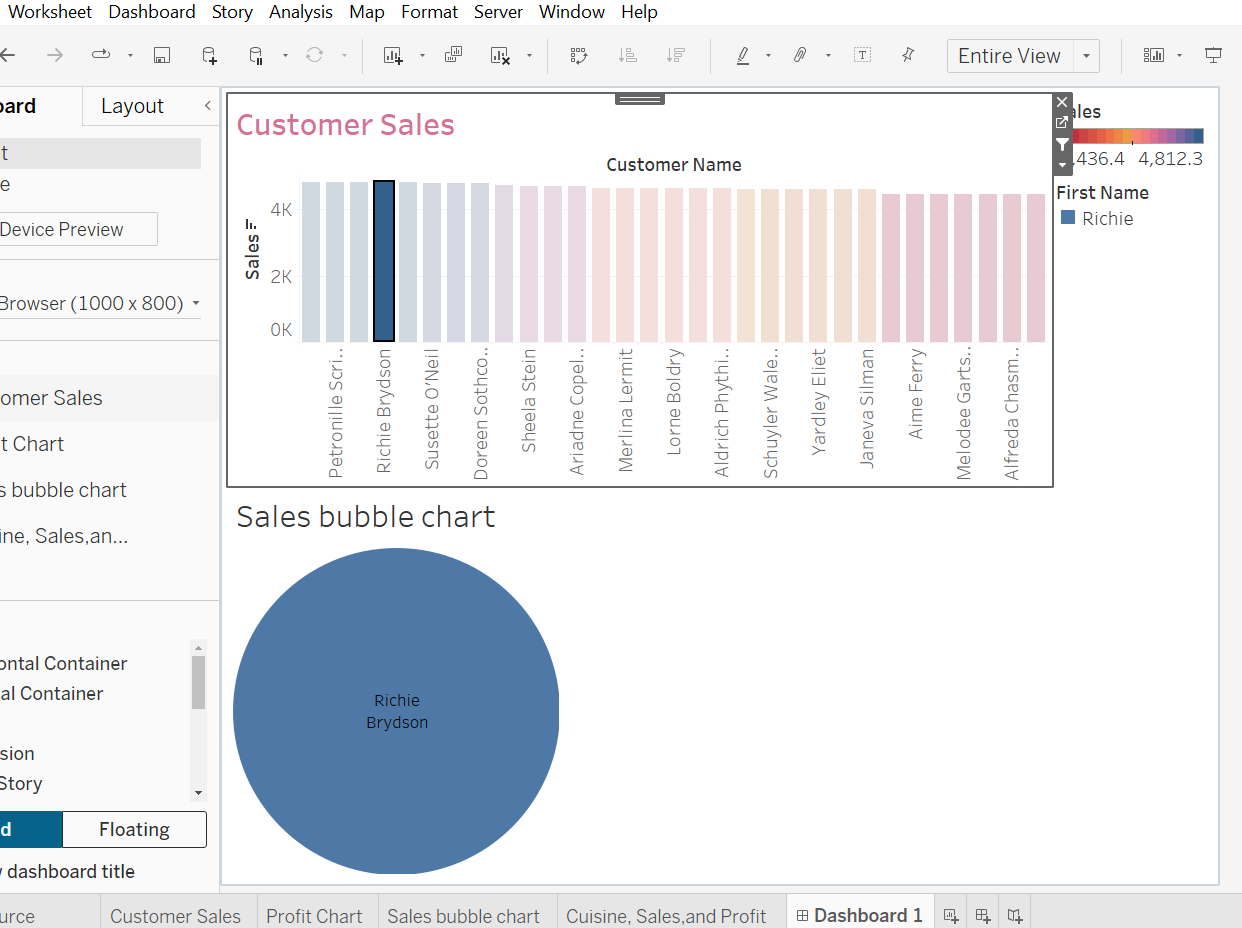 Worksheet Dashboard Story Analysis Map Format Server Window Help
Entire View
oard Layout
t
e
Device Preview
Browser (1000 x 800)
omer Sales
t Chart
s bubble chart
ine, Sales,an...
ontal Container
al Container
sion
Story
d Floating
v dashboard title
Customer Sales
Customer Name
Sales
4K
2K
0K
Petronille Scri..
Richie Brydson
Susette O'Neil
Doreen Sothco..
Sheela Stein
Ariadne Copel..
Merlina Lermit
Lorne Boldry
Aldrich Phythi..
Schuyler Wale..
Yardley Eliet
Janeva Silman
Aime Ferry
Melodee Garts..
Alfreda Chasm..
ales
,436.4 4,812.3
First Name
Richie
Sales bubble chart
Richie
Brydson
urce Customer Sales Profit Chart Sales bubble chart Cuisine, Sales,and Profit Dashboard 1